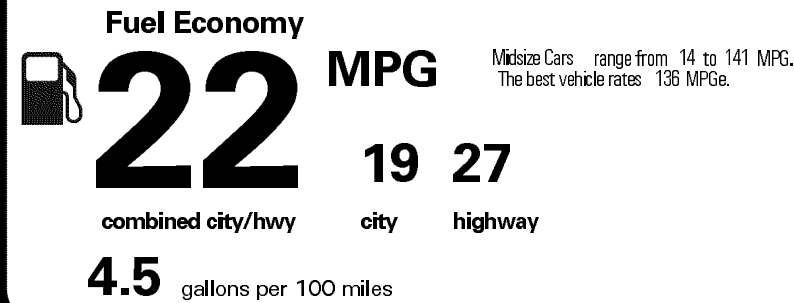 Fuel Economy
22 MPG
Midsize Cars range from 14 to 141 MPG.
The best vehicle rates 136 MPGe.
19 27
combined city/hwy city highway
4.5 gallons per 100 miles